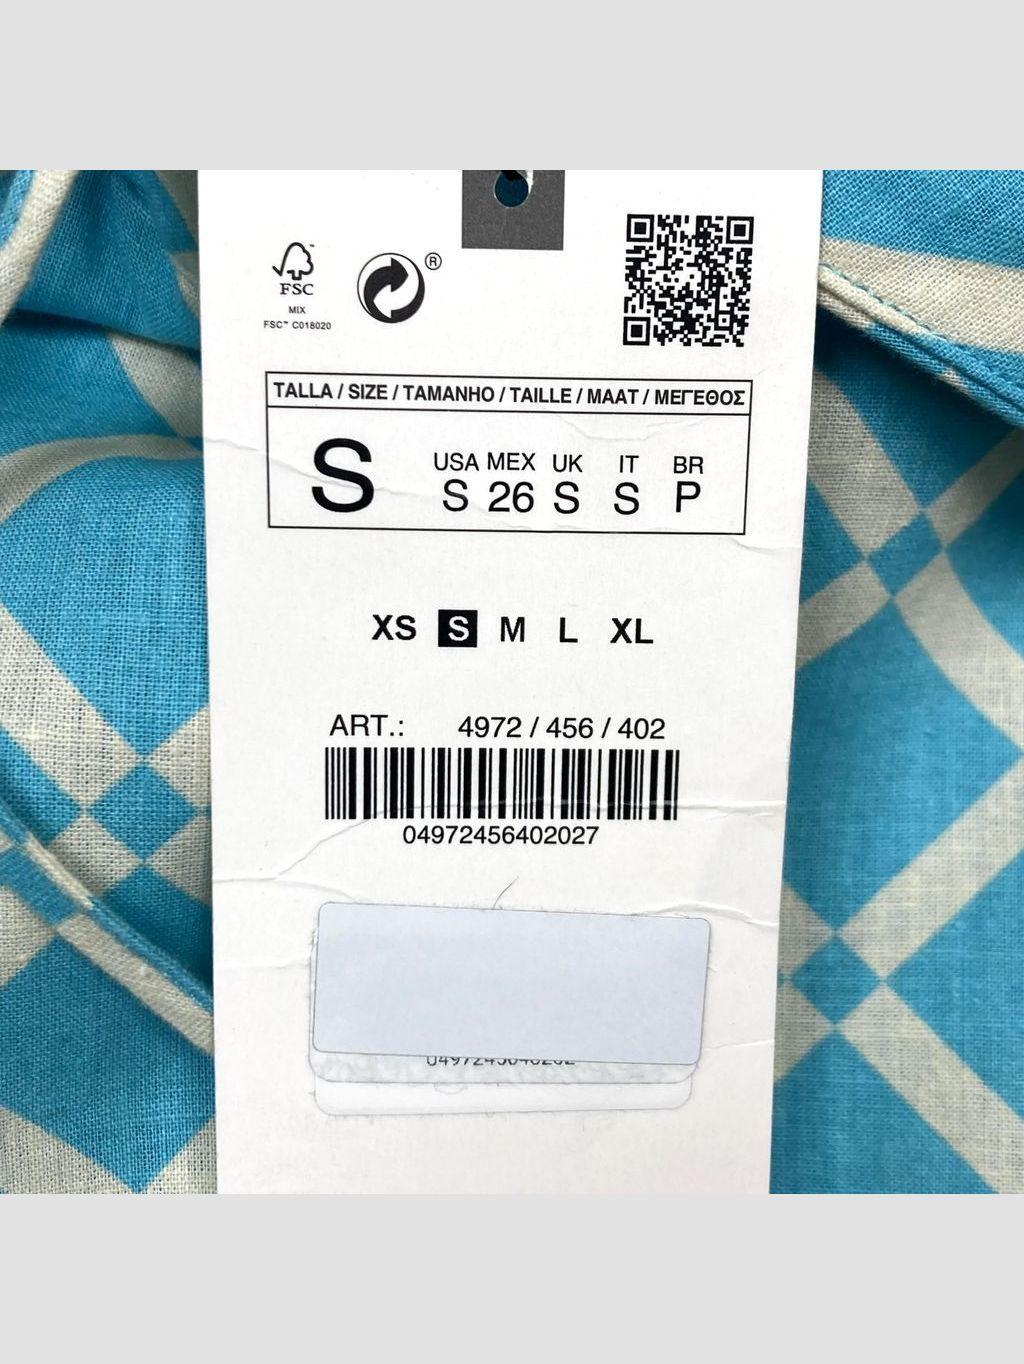 ®
FSC
MIX
FSC™ C018020
TALLA / SIZE / TAMANHO / TAILLE / MAAT / ΜΕΓΕΘΟΣ
USA MEX UK IT BR
S S 26 S S P
XS S M L XL
ART.: 4972 / 456 / 402
04972456402027